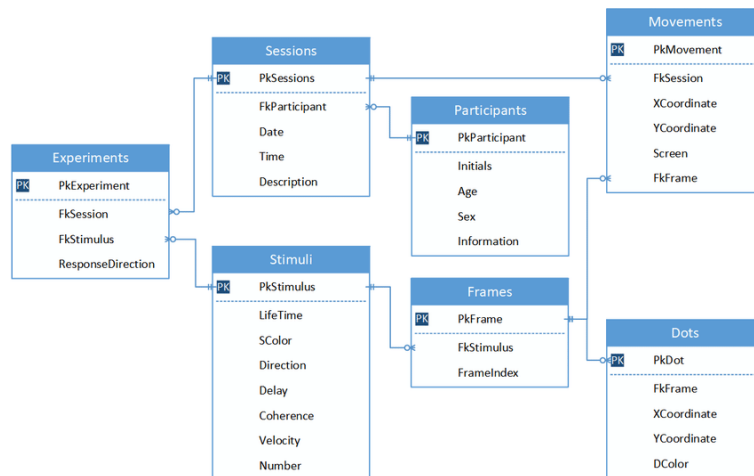 Experiments
PK PkExperiment
FkSession
FkStimulus
ResponseDirection
Sessions
PK PkSessions
FkParticipant
Date
Time
Description
Stimuli
PK PkStimulus
LifeTime
SColor
Direction
Delay
Coherence
Velocity
Number
Participants
PK PkParticipant
Initials
Age
Sex
Information
Frames
PK PkFrame
FkStimulus
FrameIndex
Movements
PK PkMovement
FkSession
XCoordinate
YCoordinate
Screen
FkFrame
Dots
PK PkDot
FkFrame
XCoordinate
YCoordinate
DColor